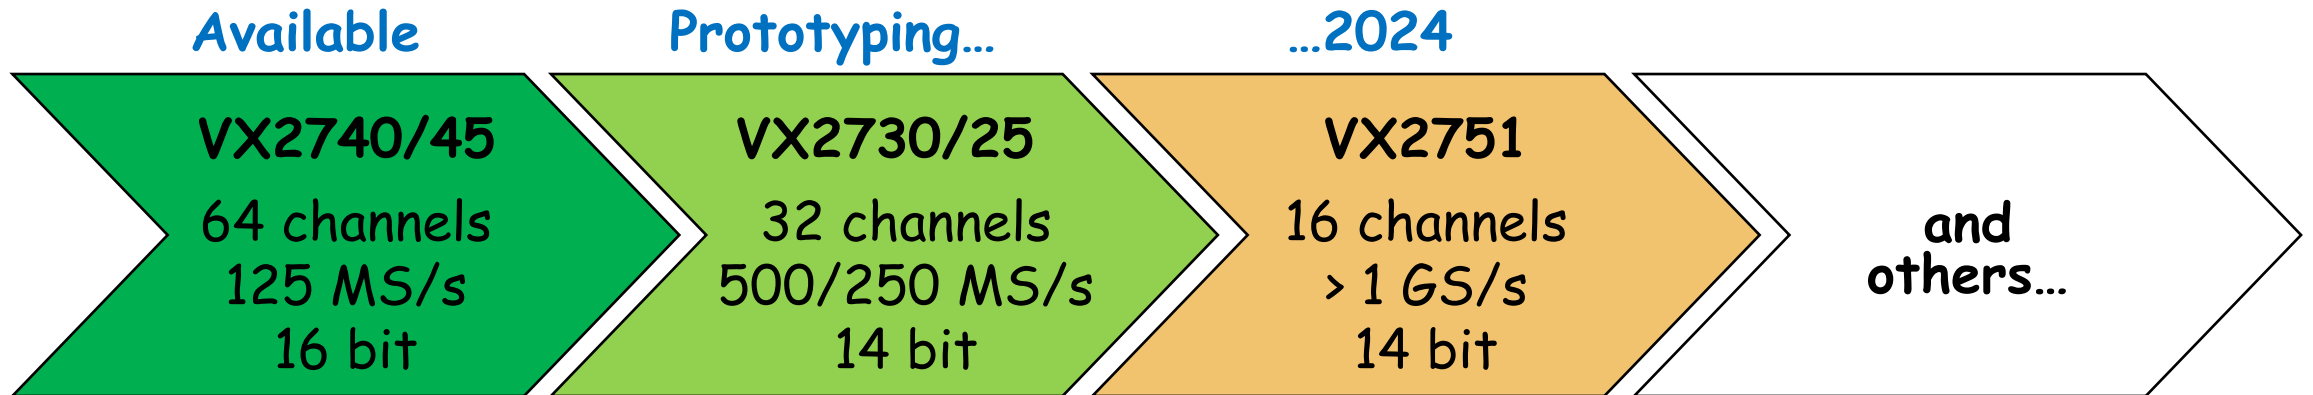 Available
Prototyping...
...2024
VX2740/45
64 channels
125 MS/s
16 bit
VX2730/25
32 channels
500/250 MS/s
14 bit
VX2751
16 channels
> 1 GS/s
14 bit
and
others...